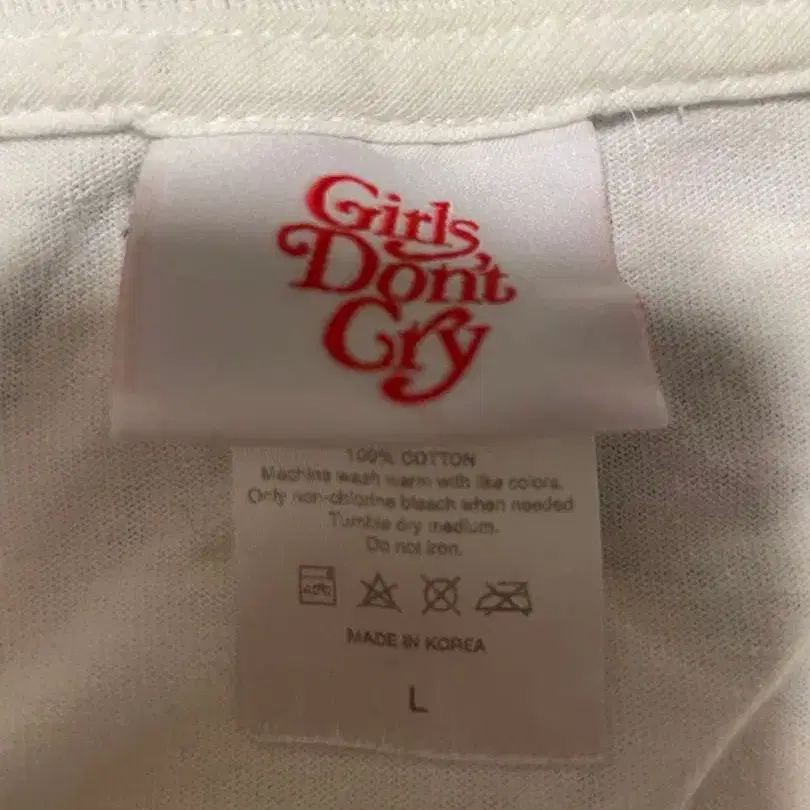 Girls
Don't
Cry
100% COTTON
Machine wash warm with like colors.
Only non-chlorine bleach when needed
Tumble dry medium.
Do not iron.
MADE IN KOREA
L